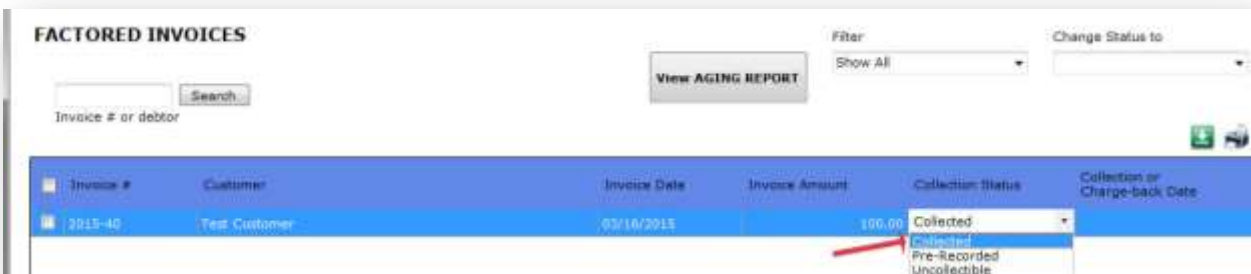 FACTORED INVOICES
Filter
Change Status to
Show All
View AGING REPORT
Search
Invoice # or debtor
Invoice #
Customer
Invoice Date
Invoice Amount
Collection Status
Collection or
Charge-back Date
2015-40
Test Customer
03/16/2015
100.00
Collected
Collected
Pre-Recorded
Uncollectible